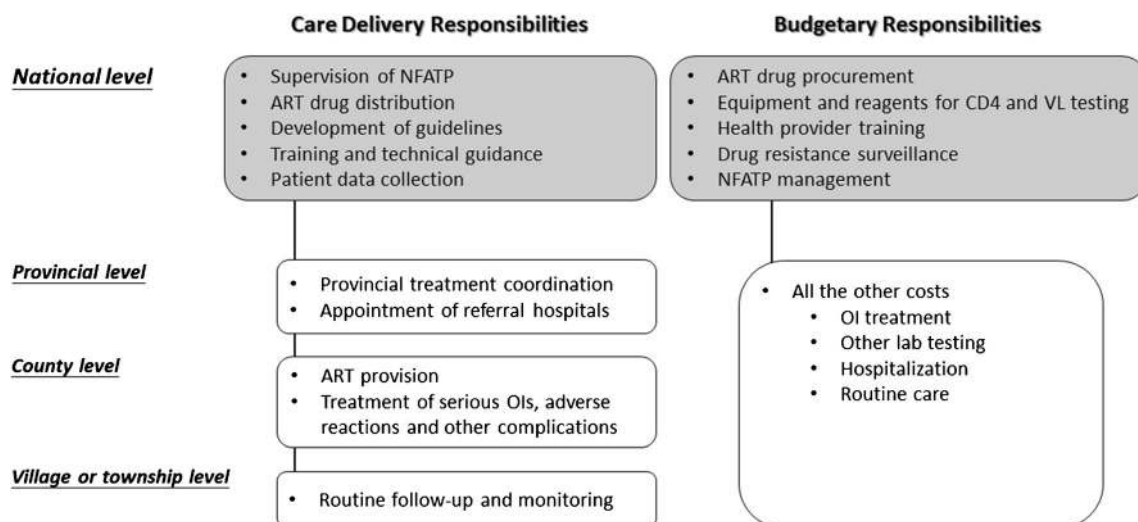 Care Delivery Responsibilities
Budgetary Responsibilities
National level
• Supervision of NFATP
• ART drug distribution
• Development of guidelines
• Training and technical guidance
• Patient data collection
• ART drug procurement
• Equipment and reagents for CD4 and VL testing
• Health provider training
• Drug resistance surveillance
• NFATP management
Provincial level
• Provincial treatment coordination
• Appointment of referral hospitals
County level
• ART provision
• Treatment of serious OIs, adverse
reactions and other complications
Village or township level
• Routine follow-up and monitoring
• All the other costs
• OI treatment
• Other lab testing
• Hospitalization
• Routine care